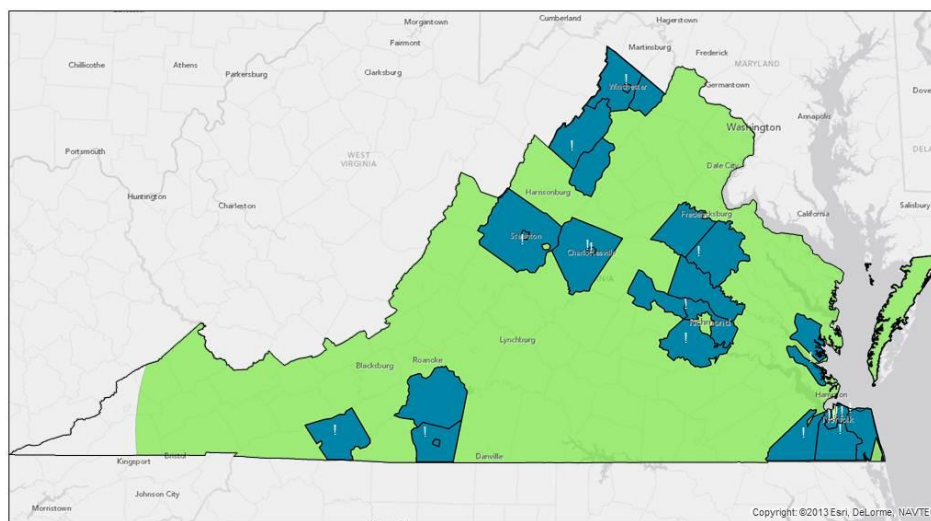 Morgantown
Cumberland
Hagerstown
Fairmont
Martinsburg
Frederick
Chillicothe
Athens
Parkersburg
Clarksburg
MARYLAND
Germantown
Winchester
Annapolis
Washington
Portsmouth
WEST
VIRGINIA
Dale City
Huntington
Harrisonburg
Charleston
Fredericksburg
California
Salisbury
Staunton
Charlottesville
Richmond
Lynchburg
Roanoke
Blacksburg
Hampton
Norfolk
Danville
Kingsport
Bristol
Johnson City
Morristown
Copyright: ©2013 Esri, DeLorme, NAVTE